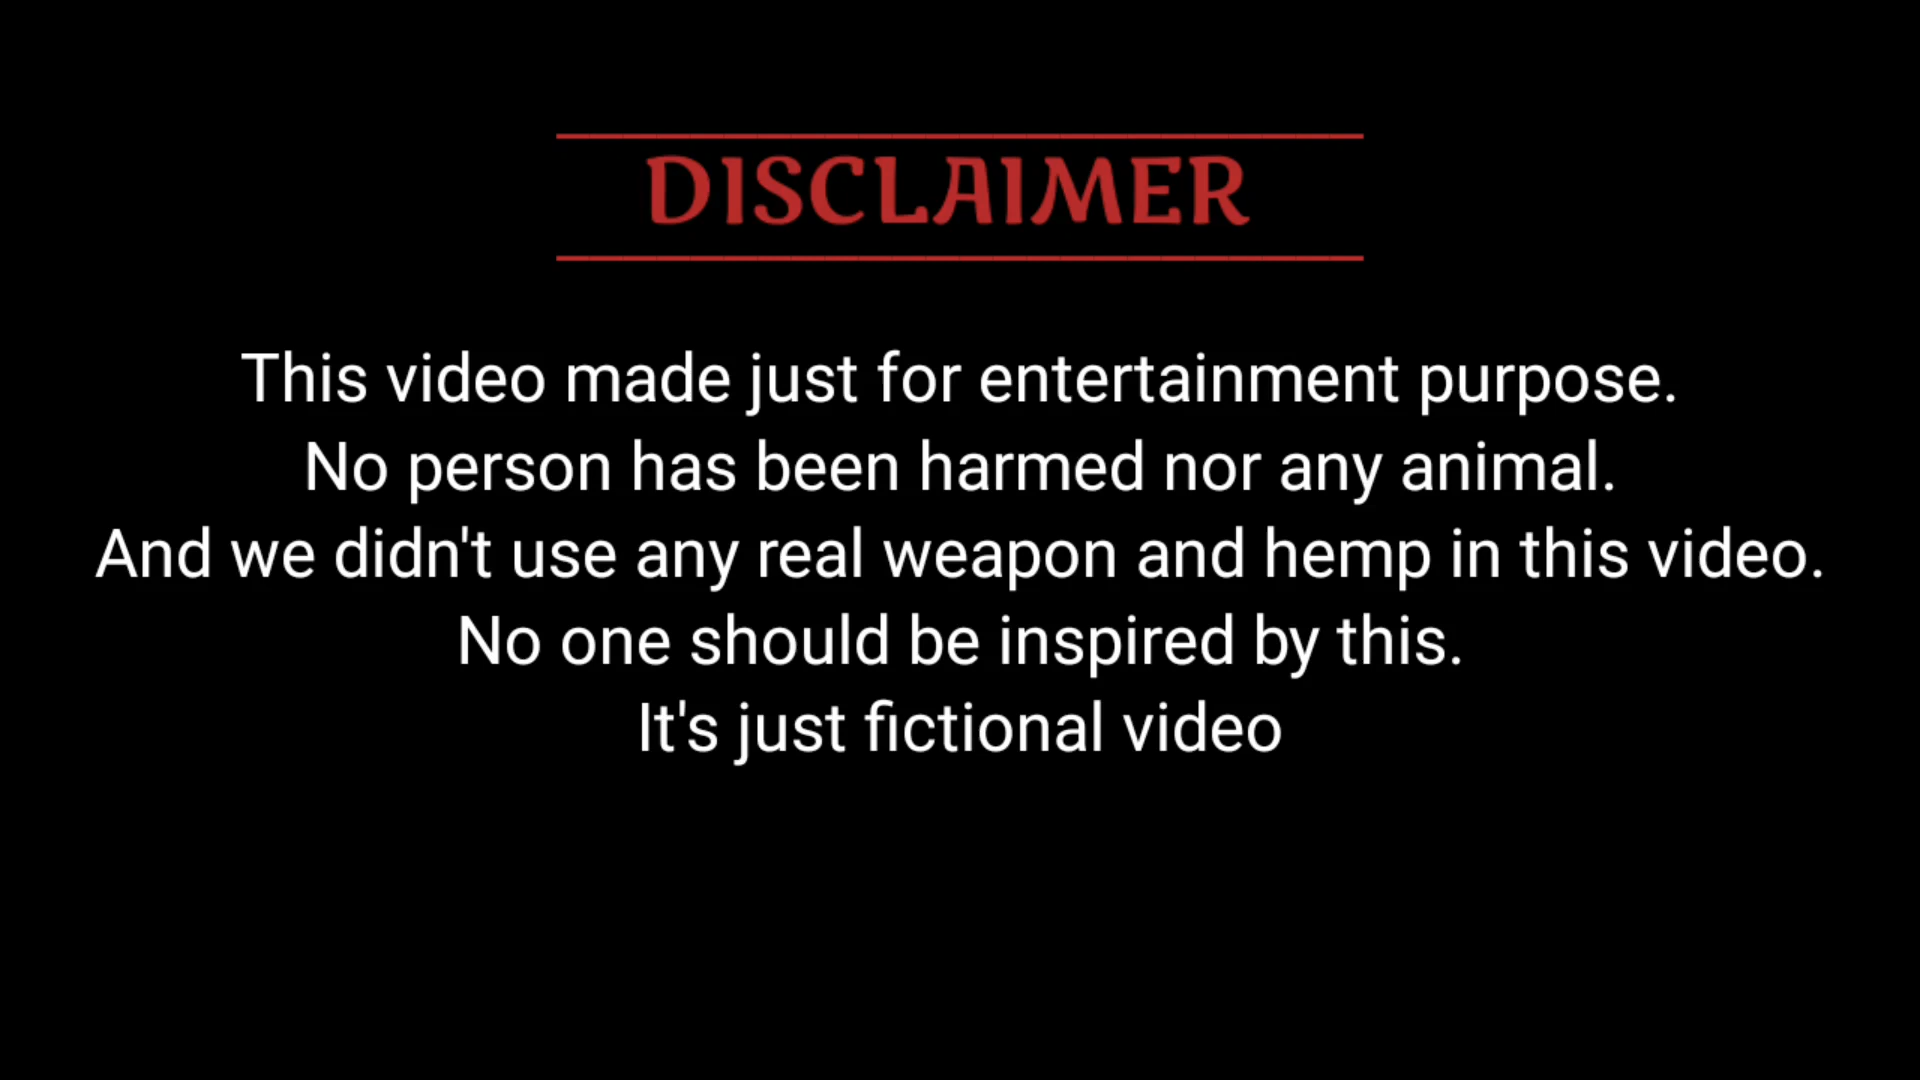 DISCLAIMER
This video made just for entertainment purpose.
No person has been harmed nor any animal.
And we didn't use any real weapon and hemp in this video.
No one should be inspired by this.
It's just fictional video